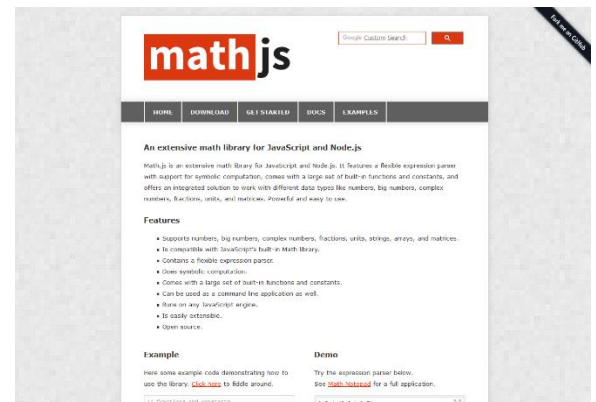 Fork me on GitHub
mathjs
Google Custom Search
HOME DOWNLOAD GET STARTED DOCS EXAMPLES
An extensive math library for JavaScript and Node.js
Math.js is an extensive math library for JavaScript and Node.js. It features a flexible expression parser
with support for symbolic computation, comes with a large set of built-in functions and constants, and
offers an integrated solution to work with different data types like numbers, big numbers, complex
numbers, fractions, units, and matrices. Powerful and easy to use.
Features
• Supports numbers, big numbers, complex numbers, fractions, units, strings, arrays, and matrices.
• Is compatible with JavaScript's built-in Math library.
• Contains a flexible expression parser.
• Does symbolic computation.
• Comes with a large set of built-in functions and constants.
• Can be used as a command line application as well.
• Runs on any JavaScript engine.
• Is easily extensible.
• Open source.
Example
Here some example code demonstrating how to
use the library. Click here to fiddle around.
// functions and constants
Demo
Try the expression parser below.
See Math Notepad for a full application.